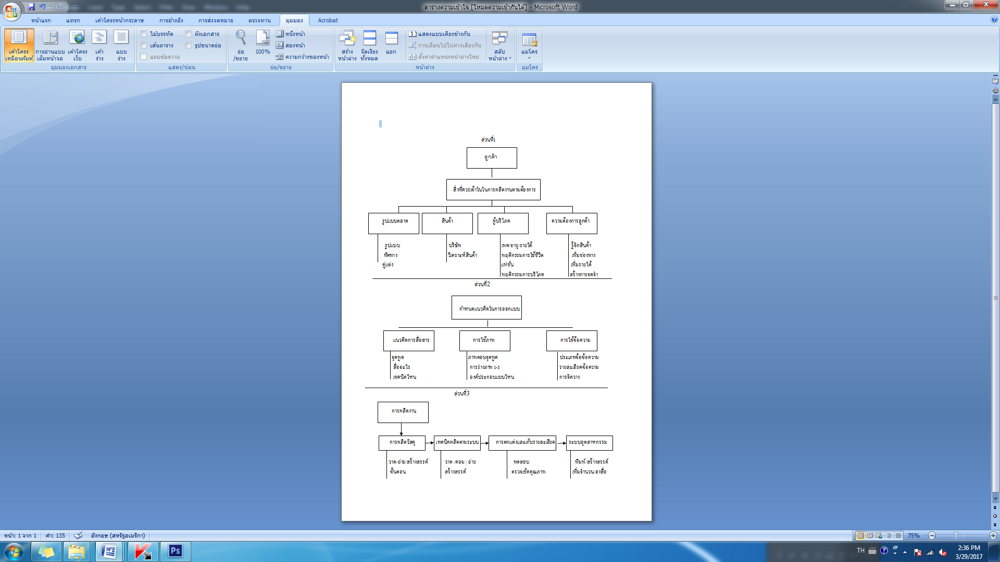 ตารางความเข้าใจ [โหมดความเข้ากันได้] - Microsoft Word
หน้าแรก แทรก เค้าโครงหน้ากระดาษ การอ้างอิง การส่งจดหมาย ตรวจทาน มุมมอง Acrobat
เค้าโครงเหมือนพิมพ์
การอ่านแบบเต็มหน้าจอ
เค้าโครงเว็บ
เค้าร่าง
แบบร่าง
มุมมองเอกสาร
ไม้บรรทัด
เส้นตาราง
แถบข้อความ
ผังเอกสาร
รูปขนาดย่อ
แสดง/ซ่อน
ย่อ/ขยาย
100%
หนึ่งหน้า
สองหน้า
ความกว้างของหน้า
ย่อ/ขยาย
สร้างหน้าต่าง
จัดเรียงทั้งหมด
แยก
แสดงแบบเคียงข้างกัน
การเลื่อนไปในทางเดียวกัน
ตั้งค่าตำแหน่งหน้าต่างใหม่
สลับหน้าต่าง
หน้าต่าง
แมโคร
แมโคร
ส่วนที่1
ลูกค้า
สิ่งที่ควรเข้าในในการผลิตงานตามต้องการ
รูปแบบตลาด สินค้า ผู้บริโภค ความต้องการลูกค้า
รูปแบบ บริษัท เพศ/อายุ/รายได้ รู้จักสินค้า
ทิศทาง วิเคราะห์สินค้า พฤติกรรมการใช้ชีวิต เพิ่มช่องทาง
คู่แข่ง แฟชั่น เพิ่มรายได้
พฤติกรรมการบริโภค สร้างการจดจำ
ส่วนที่2
กำหนดแนวคิดในการออกแบบ
แนวคิดการสื่อสาร การใช้ภาพ การใช้ข้อความ
จุดพูด ภาพตอบจุดพูด ประเภทข้อข้อความ
สื่ออะไร การร่างภาพ 1-3 รายละเอียดข้อความ
เทคนิคไหน องค์ประกอบแบบไหน การจัดวาง
ส่วนที่3
การผลิตงาน
การผลิตวัสดุ เทคนิคผลิตตามระบบ การตกแต่งและเก็บรายละเอียด ระบบอุตสาหกรรม
วาด/ถ่าย/สร้างสรรค์ วาด /คอม / ถ่าย ทดสอบ พิมพ์/สร้างสรรค์
ขั้นตอน สร้างสรรค์ ตรวจเช็คคุณภาพ เพิ่มจำนวน/ลงสื่อ
หน้า: 1 จาก 1 คำ: 135 อังกฤษ (สหรัฐอเมริกา) 75%
Ps
TH
2:36 PM
3/29/2017